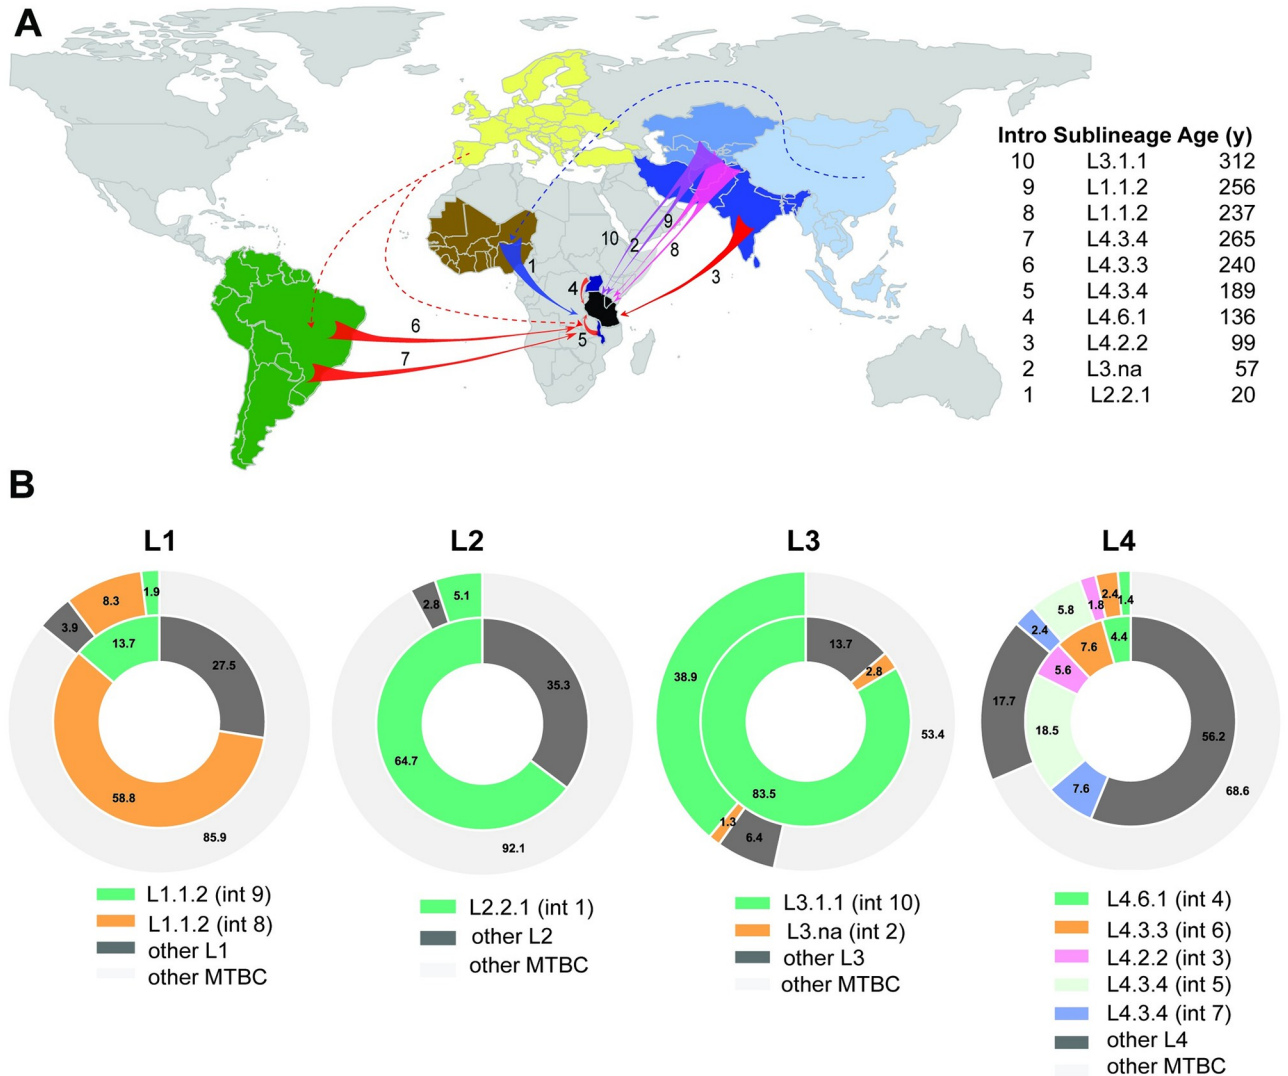 A
Intro Sublineage Age (y)
10 L3.1.1 312
9 L1.1.2 256
8 L1.1.2 237
7 L4.3.4 265
6 L4.3.3 240
5 L4.3.4 189
4 L4.6.1 136
3 L4.2.2 99
2 L3.na 57
1 L2.2.1 20
9
10
2
8
1
3
4
6
5
7
B
L1
1.9
8.3
3.9
13.7
27.5
58.8
85.9
L1.1.2 (int 9)
L1.1.2 (int 8)
other L1
other MTBC
L2
5.1
2.8
35.3
64.7
92.1
L2.2.1 (int 1)
other L2
other MTBC
L3
13.7
2.8
38.9
53.4
83.5
1.3
6.4
L3.1.1 (int 10)
L3.na (int 2)
other L3
other MTBC
L4
1.4
2.4
1.8
5.8
2.4
4.4
7.6
5.6
17.7
18.5
56.2
7.6
68.6
L4.6.1 (int 4)
L4.3.3 (int 6)
L4.2.2 (int 3)
L4.3.4 (int 5)
L4.3.4 (int 7)
other L4
other MTBC